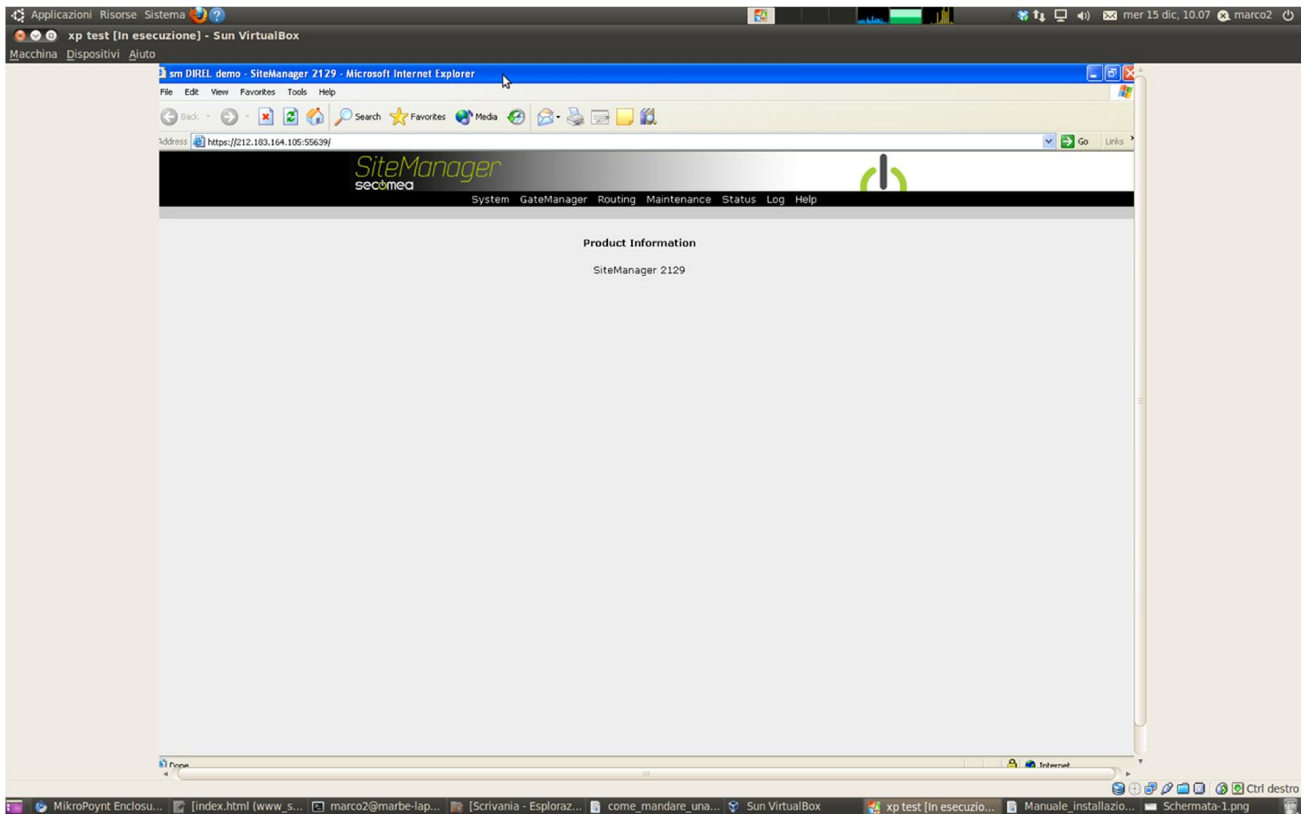 Applicazioni Risorse Sistema
mer 15 dic, 10.07 marco2
xp test [In esecuzione] - Sun VirtualBox
Macchina Dispositivi Aiuto
sm DIREL demo - SiteManager 2129 - Microsoft Internet Explorer
File Edit View Favorites Tools Help
Back Search Favorites Media
Address https://212.183.164.105:55639/ Go Links
SiteManager
secomea
System GateManager Routing Maintenance Status Log Help
Product Information
SiteManager 2129
Done Internet
Ctrl destro
MikroPoynt Enclosu... [index.html (www_s... marco2@marbe-lap... [Scrivania - Esploraz... come_mandare_una... Sun VirtualBox xp test [In esecuzio... Manuale_installazio... Schermata-1.png